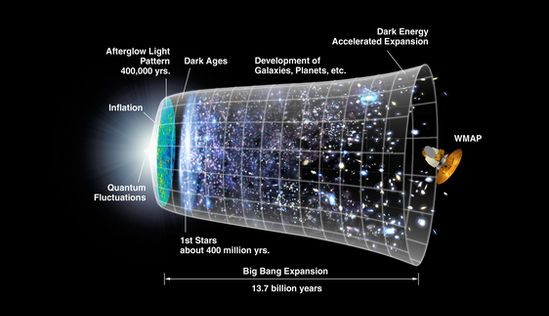 Dark Energy
Accelerated Expansion
Afterglow Light
Pattern
400,000 yrs.
Dark Ages
Development of
Galaxies, Planets, etc.
Inflation
WMAP
Quantum
Fluctuations
1st Stars
about 400 million yrs.
Big Bang Expansion
13.7 billion years